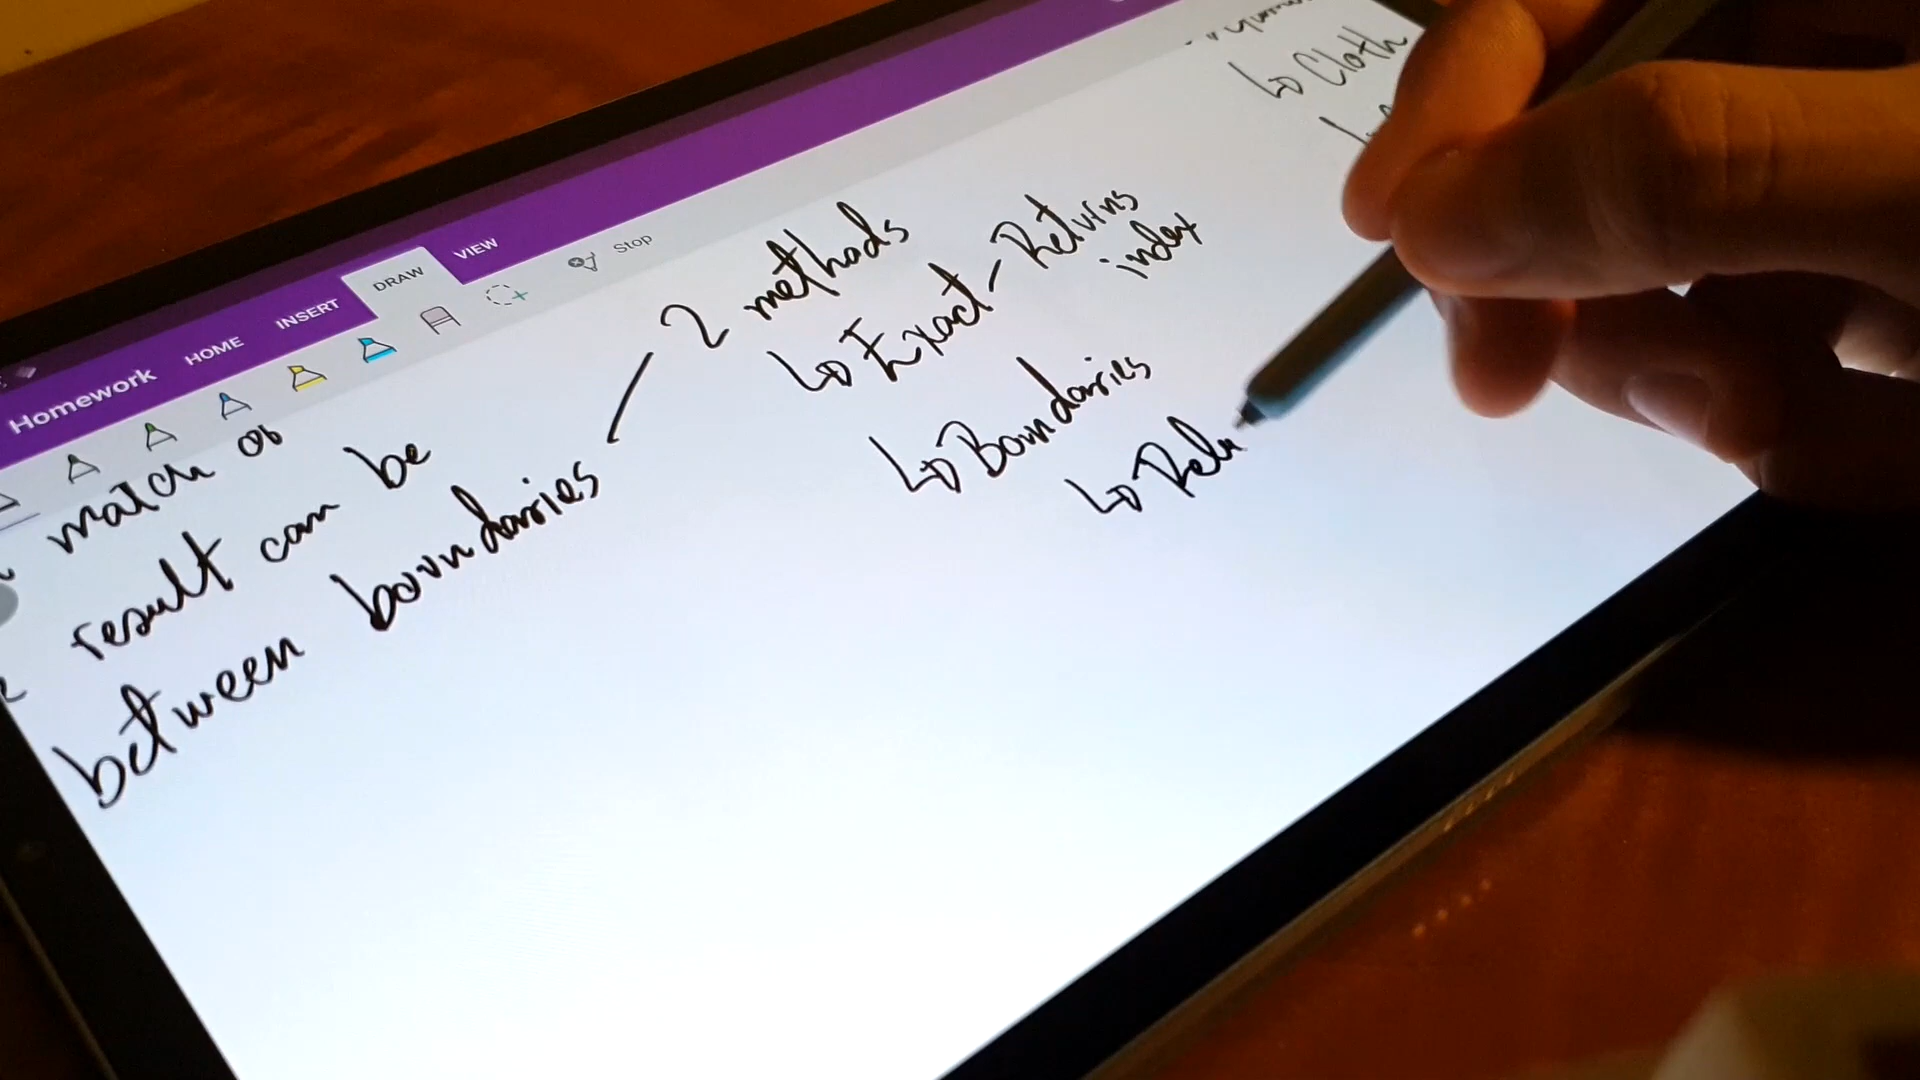 Homework HOME INSERT DRAW VIEW
Stop
match of
result can be
between boundaries
2 methods
Exact - Returns
index
Boundaries
Cloth